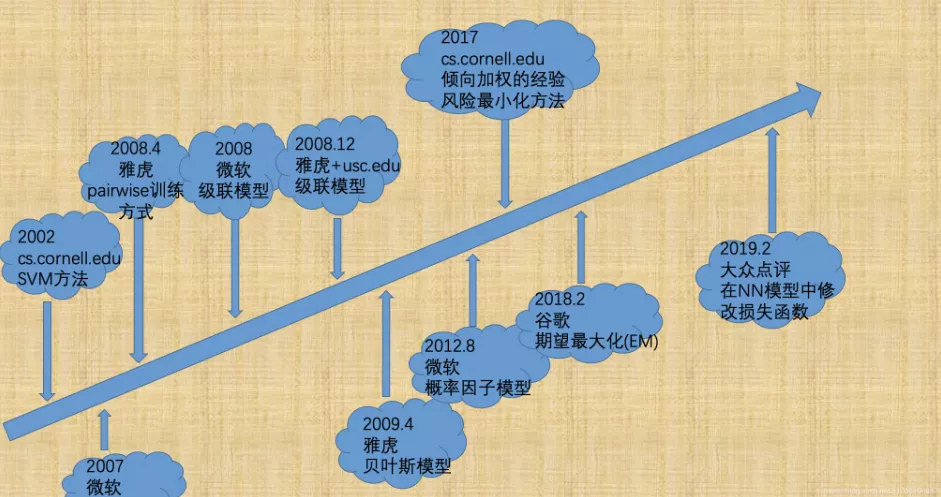 2017
cs.cornell.edu
倾向加权的经验
风险最小化方法
2008.4
雅虎
pairwise训练
方式
2008
微软
级联模型
2008.12
雅虎+usc.edu
级联模型
2002
cs.cornell.edu
SVM方法
2019.2
大众点评
在NN模型中修
改损失函数
2018.2
谷歌
期望最大化(EM)
2012.8
微软
概率因子模型
2009.4
雅虎
贝叶斯模型
2007
微软